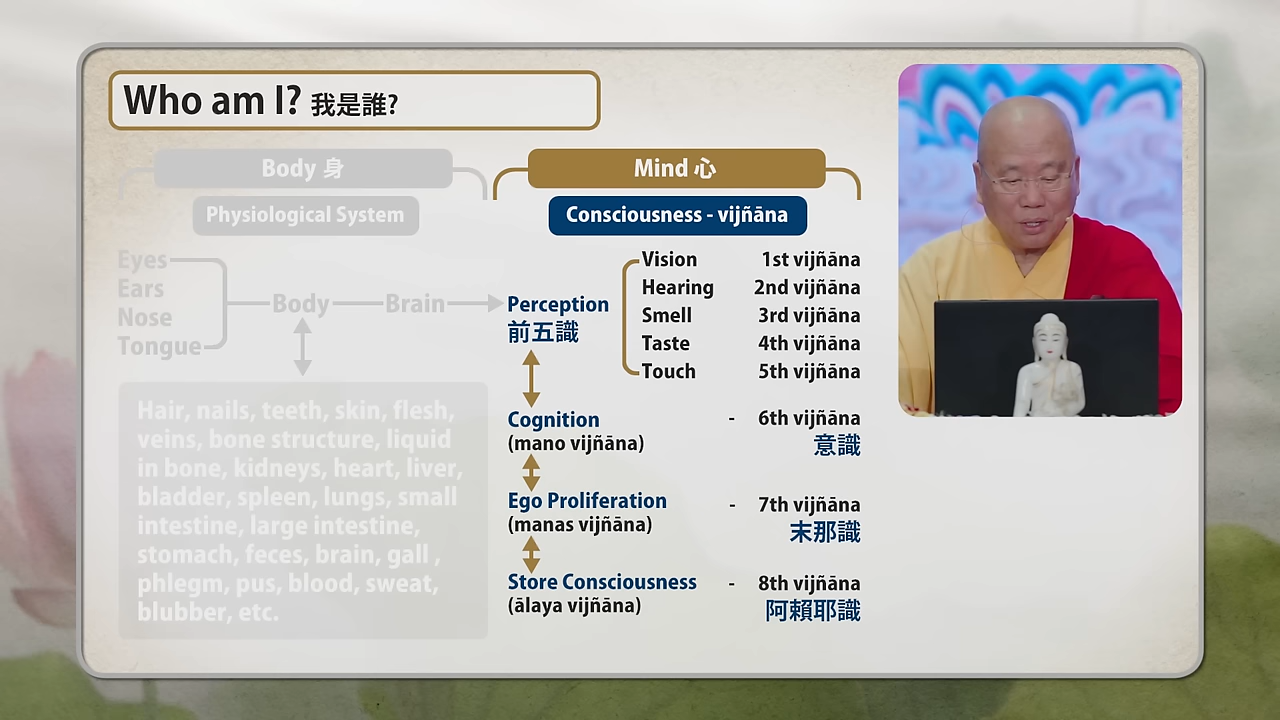 Who am I? 我是誰?
Body 身
Physiological System
Eyes
Ears
Nose
Tongue
Body
Brain
Hair, nails, teeth, skin, flesh,
veins, bone structure, liquid
in bone, kidneys, heart, liver,
bladder, spleen, lungs, small
intestine, large intestine,
stomach, feces, brain, gall ,
phlegm, pus, blood, sweat,
blubber, etc.
Mind 心
Consciousness - vijñāna
Perception
前五識
Vision 1st vijñāna
Hearing 2nd vijñāna
Smell 3rd vijñāna
Taste 4th vijñāna
Touch 5th vijñāna
Cognition - 6th vijñāna
(mano vijñāna) 意識
Ego Proliferation - 7th vijñāna
(manas vijñāna) 末那識
Store Consciousness - 8th vijñāna
(ālaya vijñāna) 阿賴耶識